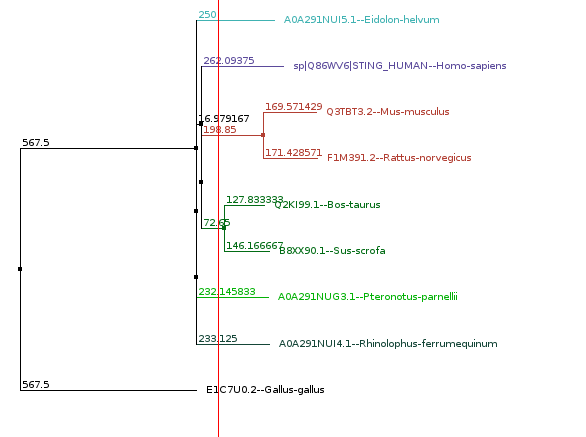 250
A0A291NUI5.1--Eidolon-helvum
262.09375
sp|Q86WV6|STING_HUMAN--Homo-sapiens
169.571429
Q3TBT3.2--Mus-musculus
16.979167
198.85
567.5
171.428571
F1M391.2--Rattus-norvegicus
127.833333
Q2KI99.1--Bos-taurus
72.65
146.166667
B8XX90.1--Sus-scrofa
232.145833
A0A291NUG3.1--Pteronotus-parnellii
233.125
A0A291NUI4.1--Rhinolophus-ferrumequinum
567.5
E1C7U0.2--Gallus-gallus